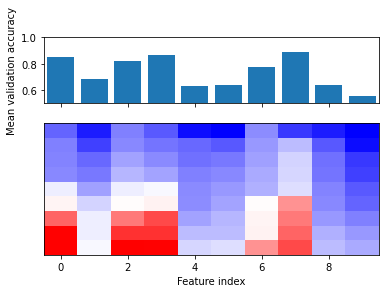 Mean validation accuracy
1.0
0.8
0.6
0 2 4 6 8
Feature index